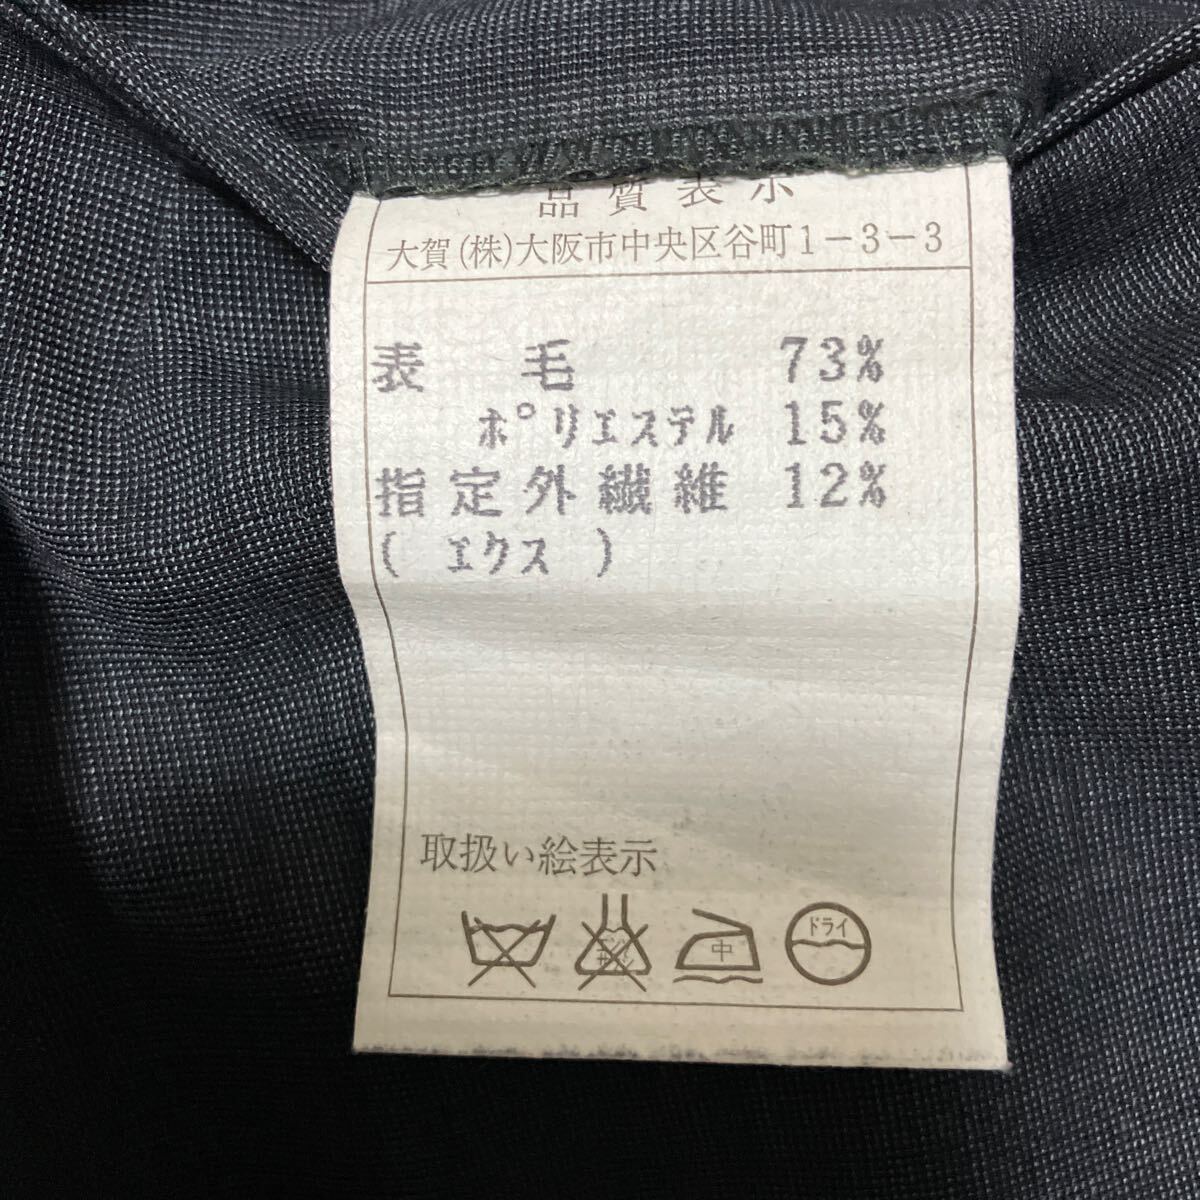 品質表示
大賀(株)大阪市中央区谷町1-3-3
表 毛 73%
ポリエステル 15%
指定外繊維 12%
( エクス )
取扱い絵表示
中 ドライ